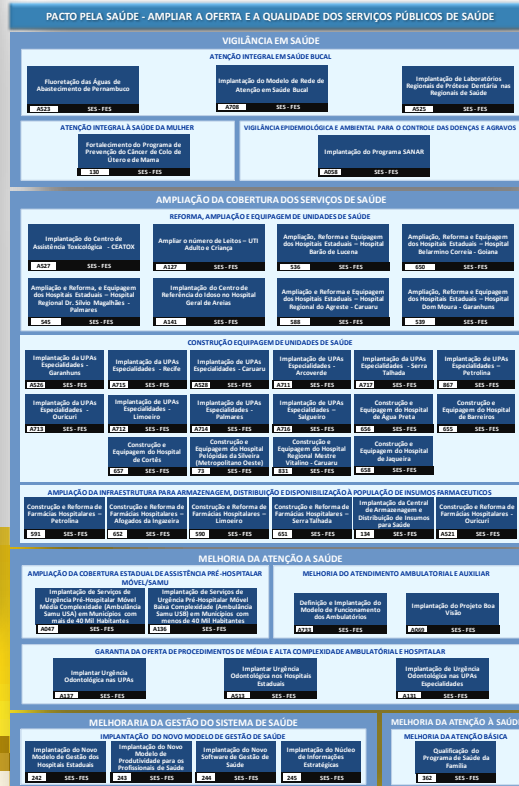 PACTO PELA SAÚDE - AMPLIAR A OFERTA E A QUALIDADE DOS SERVIÇOS PÚBLICOS DE SAÚDE
VIGILÂNCIA EM SAÚDE
ATENÇÃO INTEGRAL EM SAÚDE BUCAL
Fluoretação das Águas de
Abastecimento de Pernambuco
A523 SES - FES
Implantação do Modelo de Rede de
Atenção em Saúde Bucal
A708 SES - FES
Implantação de Laboratórios
Regionais de Prótese Dentária nas
Regionais de Saúde
A525 SES - FES
ATENÇÃO INTEGRAL À SAÚDE DA MULHER
Fortalecimento do Programa de
Prevenção do Câncer de Colo de
Útero e de Mama
130 SES - FES
VIGILÂNCIA EPIDEMIOLÓGICA E AMBIENTAL PARA O CONTROLE DAS DOENÇAS E AGRAVOS
Implantação do Programa SANAR
A058 SES - FES
AMPLIAÇÃO DA COBERTURA DOS SERVIÇOS DE SAÚDE
REFORMA, AMPLIAÇÃO E EQUIPAGEM DE UNIDADES DE SAÚDE
Implantação do Centro de
Assistência Toxicológica - CEATOX
A527 SES - FES
Ampliar o número de Leitos – UTI
Adulto e Criança
A127 SES - FES
Ampliação, Reforma e Equipagem
dos Hospitais Estaduais – Hospital
Barão de Lucena
536 SES - FES
Ampliação, Reforma e Equipagem
dos Hospitais Estaduais – Hospital
Belarmino Correia - Goiana
650 SES - FES
Ampliação e Reforma, e Equipagem
dos Hospitais Estaduais – Hospital
Regional Dr. Silvio Magalhães -
Palmares
545 SES - FES
Implantação do Centro de
Referência do Idoso no Hospital
Geral de Areias
A141 SES - FES
Ampliação, Reforma e Equipagem
dos Hospitais Estaduais – Hospital
Regional do Agreste - Caruaru
588 SES - FES
Ampliação, Reforma e Equipagem
dos Hospitais Estaduais – Hospital
Dom Moura - Garanhuns
539 SES - FES
CONSTRUÇÃO EQUIPAGEM DE UNIDADES DE SAÚDE
Implantação da UPAs
Especialidades -
Garanhuns
A526 SES - FES
Implantação da UPAs
Especialidades - Recife
A715 SES - FES
Implantação da UPAs
Especialidades - Caruaru
A528 SES - FES
Implantação da UPAs
Especialidades -
Arcoverde
A711 SES - FES
Implantação da UPAs
Especialidades - Serra
Talhada
A717 SES - FES
Implantação de UPAs
Especialidades –
Petrolina
867 SES - FES
Implantação da UPAs
Especialidades -
Ouricuri
A713 SES - FES
Implantação da UPAs
Especialidades -
Limoeiro
A712 SES - FES
Implantação da UPAs
Especialidades -
Palmares
A714 SES - FES
Implantação da UPAs
Especialidades –
Salgueiro
A716 SES - FES
Construção e
Equipagem do Hospital
de Água Preta
656 SES - FES
Construção e
Equipagem do Hospital
de Barreiros
655 SES - FES
Construção e
Equipagem do Hospital
de Cortês
657 SES - FES
Construção e
Equipagem do Hospital
Pelópidas da Silveira
(Metropolitano Oeste)
73 SES - FES
Construção e
Equipagem do Hospital
Regional Mestre
Vitalino - Caruaru
831 SES - FES
Construção e
Equipagem do Hospital
de Jaqueira
658 SES - FES
AMPLIAÇÃO DA INFRAESTRUTURA PARA ARMAZENAGEM, DISTRIBUIÇÃO E DISPONIBILIZAÇÃO À POPULAÇÃO DE INSUMOS FARMACEUTICOS
Construção e Reforma de
Farmácias Hospitalares –
Petrolina
591 SES - FES
Construção e Reforma de
Farmácias Hospitalares –
Afogados da Ingazeira
652 SES - FES
Construção e Reforma de
Farmácias Hospitalares –
Limoeiro
590 SES - FES
Construção e Reforma de
Farmácias Hospitalares –
Serra Talhada
651 SES - FES
Implantação da Central
de Armazenagem e
Distribuição de Insumos
para Saúde
134 SES - FES
Construção e Reforma de
Farmácias Hospitalares -
Ouricuri
A521 SES - FES
MELHORIA DA ATENÇÃO A SAÚDE
AMPLIAÇÃO DA COBERTURA ESTADUAL DE ASSISTÊNCIA PRÉ-HOSPITALAR
MÓVEL/SAMU
Implantação de Serviços de
Urgência Pré-Hospitalar Móvel
Média Complexidade (Ambulância
Samu USA) em Municípios com
mais de 40 Mil Habitantes
A047 SES - FES
Implantação de Serviços de
Urgência Pré-Hospitalar Móvel
Baixa Complexidade (Ambulância
Samu USB) em Municípios com
menos de 40 Mil Habitantes
A136 SES - FES
MELHORIA DO ATENDIMENTO AMBULATORIAL E AUXILIAR
Definição e Implantação do
Modelo de Funcionamento
dos Ambulatórios
SES - FES
Implantação do Projeto Boa
Visão
SES - FES
GARANTIA DA OFERTA DE PROCEDIMENTOS DE MÉDIA E ALTA COMPLEXIDADE AMBULATÓRIAL E HOSPITALAR
Implantar Urgência
Odontológica nas UPAs
A137 SES - FES
Implantar Urgência
Odontológica nos Hospitais
Estaduais
A513 SES - FES
Implantação de Urgência
Odontológica nas UPAs
Especialidades
A131 SES - FES
MELHORARIA DA GESTÃO DO SISTEMA DE SAÚDE
IMPLANTAÇÃO DO NOVO MODELO DE GESTÃO DE SAÚDE
Implantação do Novo
Modelo de Gestão dos
Hospitais Estaduais
242 SES - FES
Implantação do Novo
Modelo de
Produtividade para os
Profissionais de Saúde
243 SES - FES
Implantação do Novo
Software de Gestão de
Saúde
244 SES - FES
Implantação do Núcleo
de Informações
Estratégicas
245 SES - FES
MELHORIA DA ATENÇÃO À SAÚDE
MELHORIA DA ATENÇÃO BÁSICA
Qualificação do
Programa de Saúde da
Família
362 SES - FES